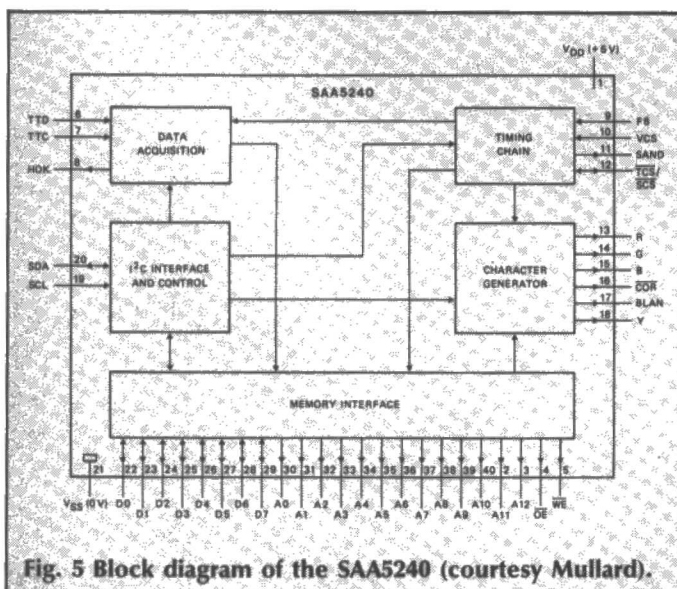 VDD (+5V)
1
SAA5240
TTD 6
TTC 7
HDK 8
DATA
ACQUISITION
TIMING
CHAIN
9 F6
10 VCS
11 SAND
12 TCS/
SCS
SDA 20
SCL 19
I²C INTERFACE
AND CONTROL
CHARACTER
GENERATOR
13 R
14 G
15 B
16 COR
17 BLAN
18 Y
MEMORY INTERFACE
21 22 23 24 25 26 27 28 29 30 31 32 33 34 35 36 37 38 39 40 2 3 4 5
VSS (0V) D0 D2 D4 D6 A0 A2 A4 A6 A8 A10 A12 WE
D1 D3 D5 D7 A1 A3 A5 A7 A9 A11 OE
Fig. 5 Block diagram of the SAA5240 (courtesy Mullard).